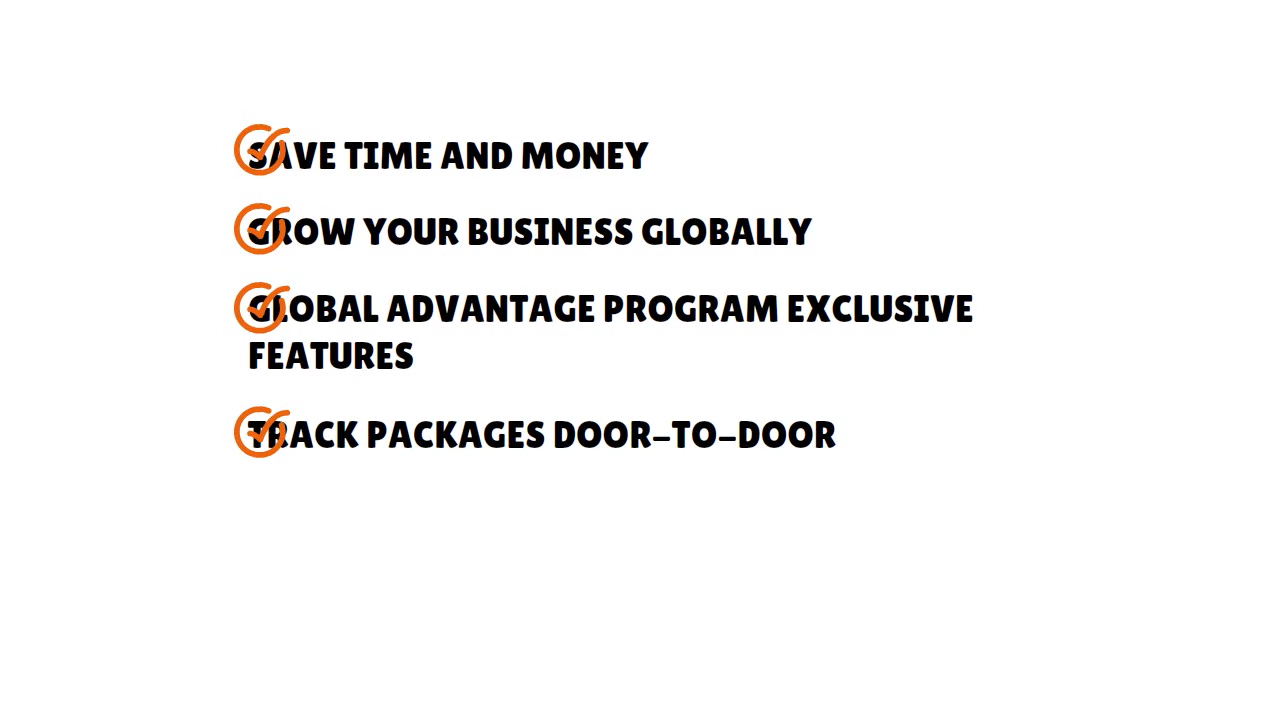 SAVE TIME AND MONEY
GROW YOUR BUSINESS GLOBALLY
GLOBAL ADVANTAGE PROGRAM EXCLUSIVE
FEATURES
TRACK PACKAGES DOOR-TO-DOOR